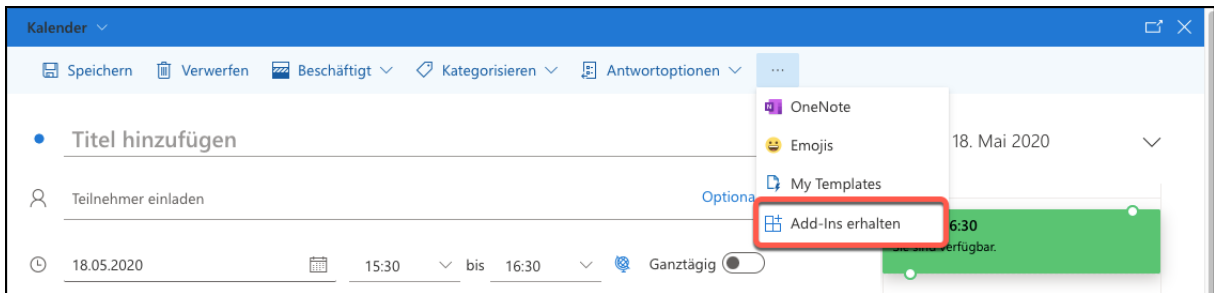 Kalender
Speichern Verwerfen Beschäftigt Kategorisieren Antwortoptionen ...
OneNote
Titel hinzufügen Emojis 18. Mai 2020
My Templates
Teilnehmer einladen Optiona
Add-Ins erhalten 6:30
Sie sind verfügbar.
18.05.2020 15:30 bis 16:30 Ganztägig